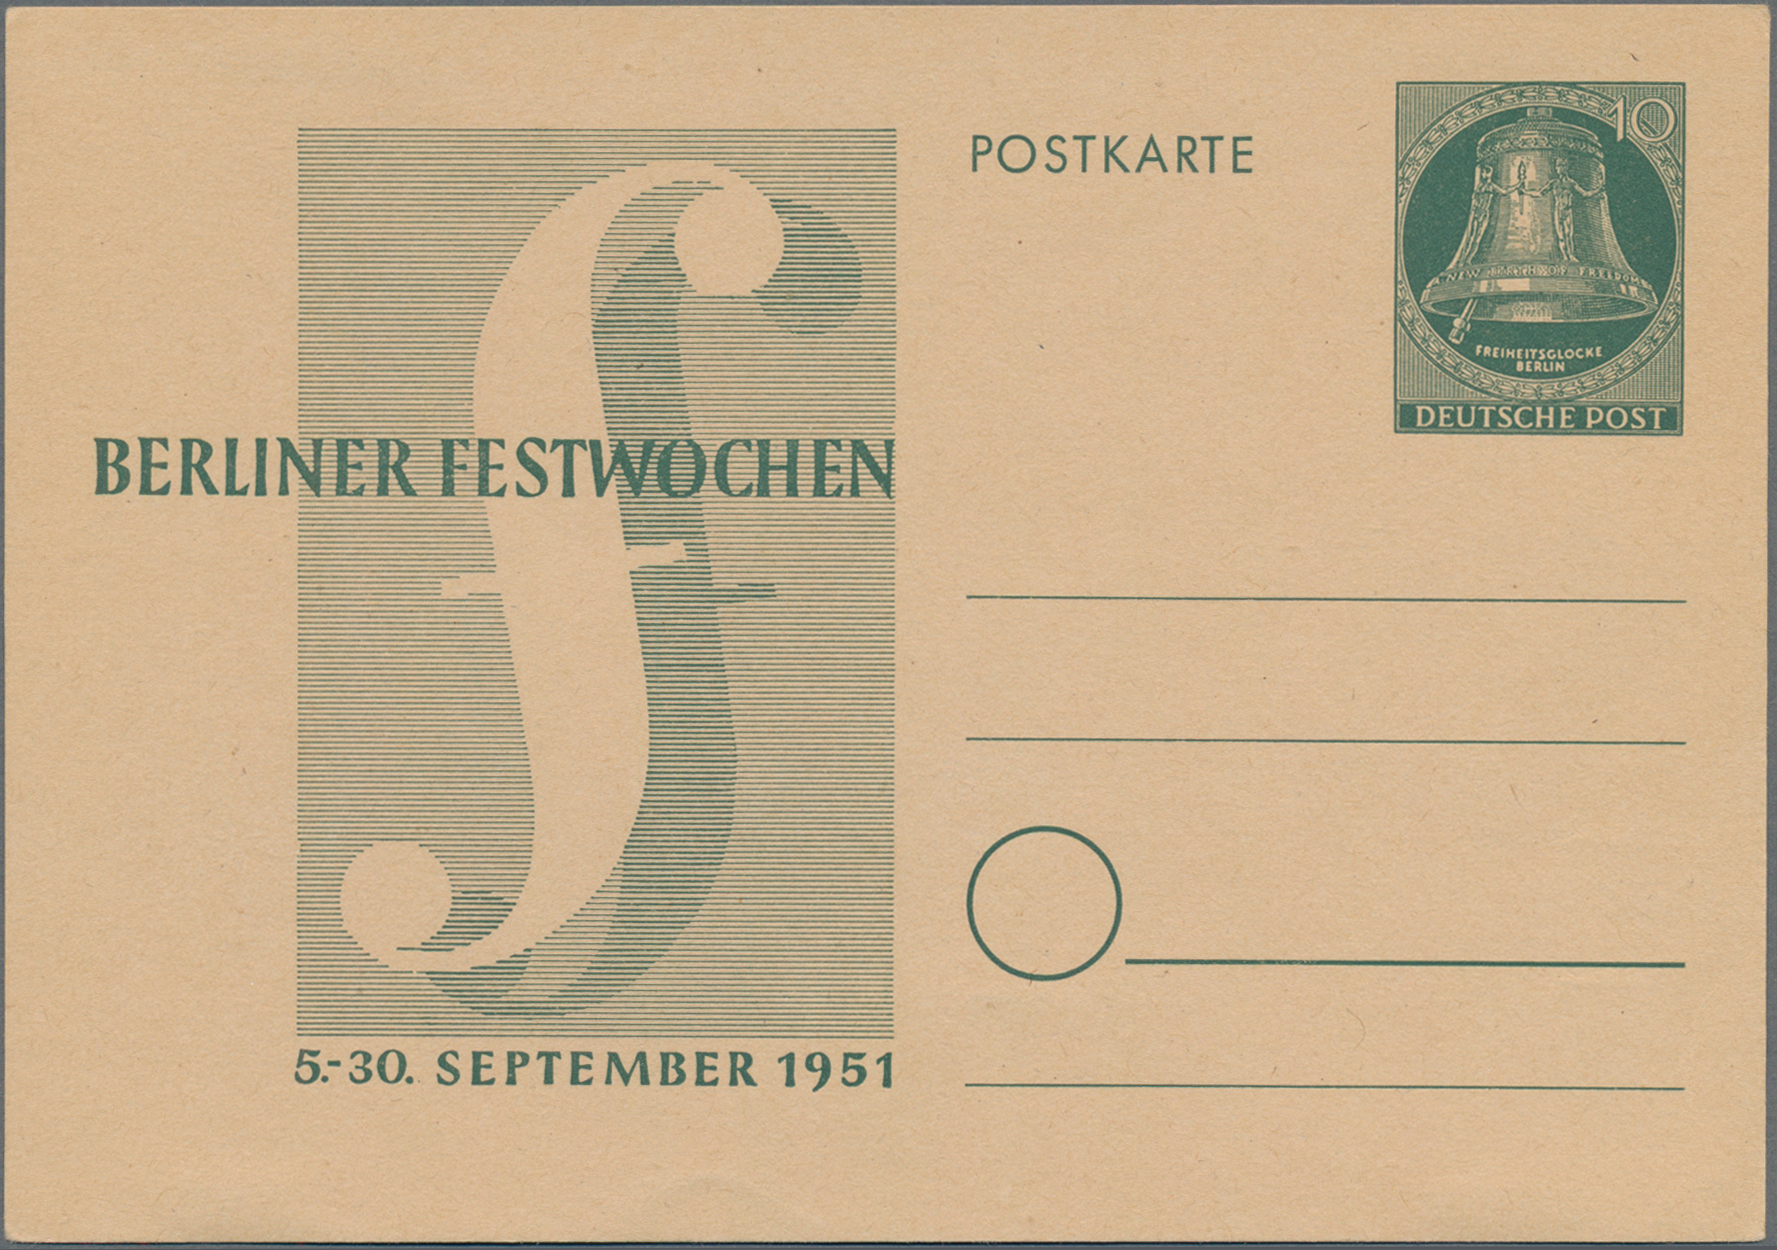 POSTKARTE
10
NEW BIRTH OF FREEDOM
FREIHEITSGLOCKE
BERLIN
DEUTSCHE POST
f
BERLINER FESTWOCHEN
5.-30. SEPTEMBER 1951